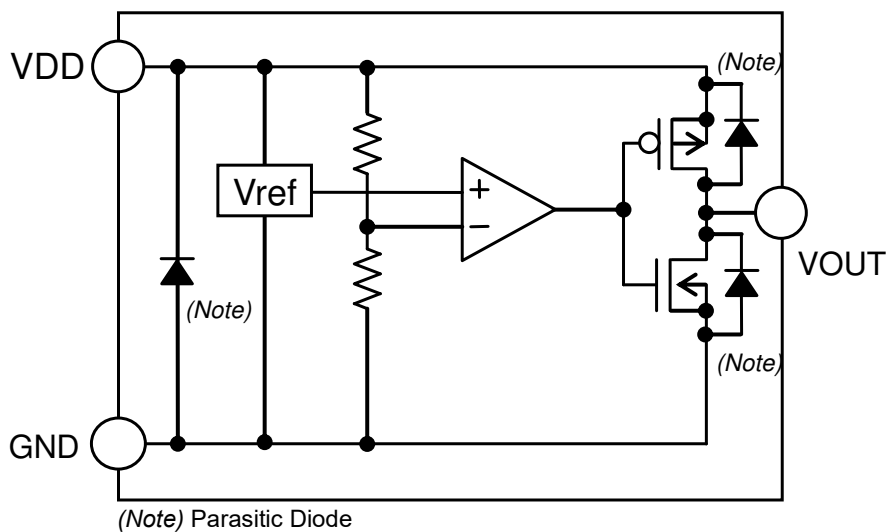 VDD
(Note)
Vref
+
−
VOUT
(Note)
(Note)
GND
(Note) Parasitic Diode